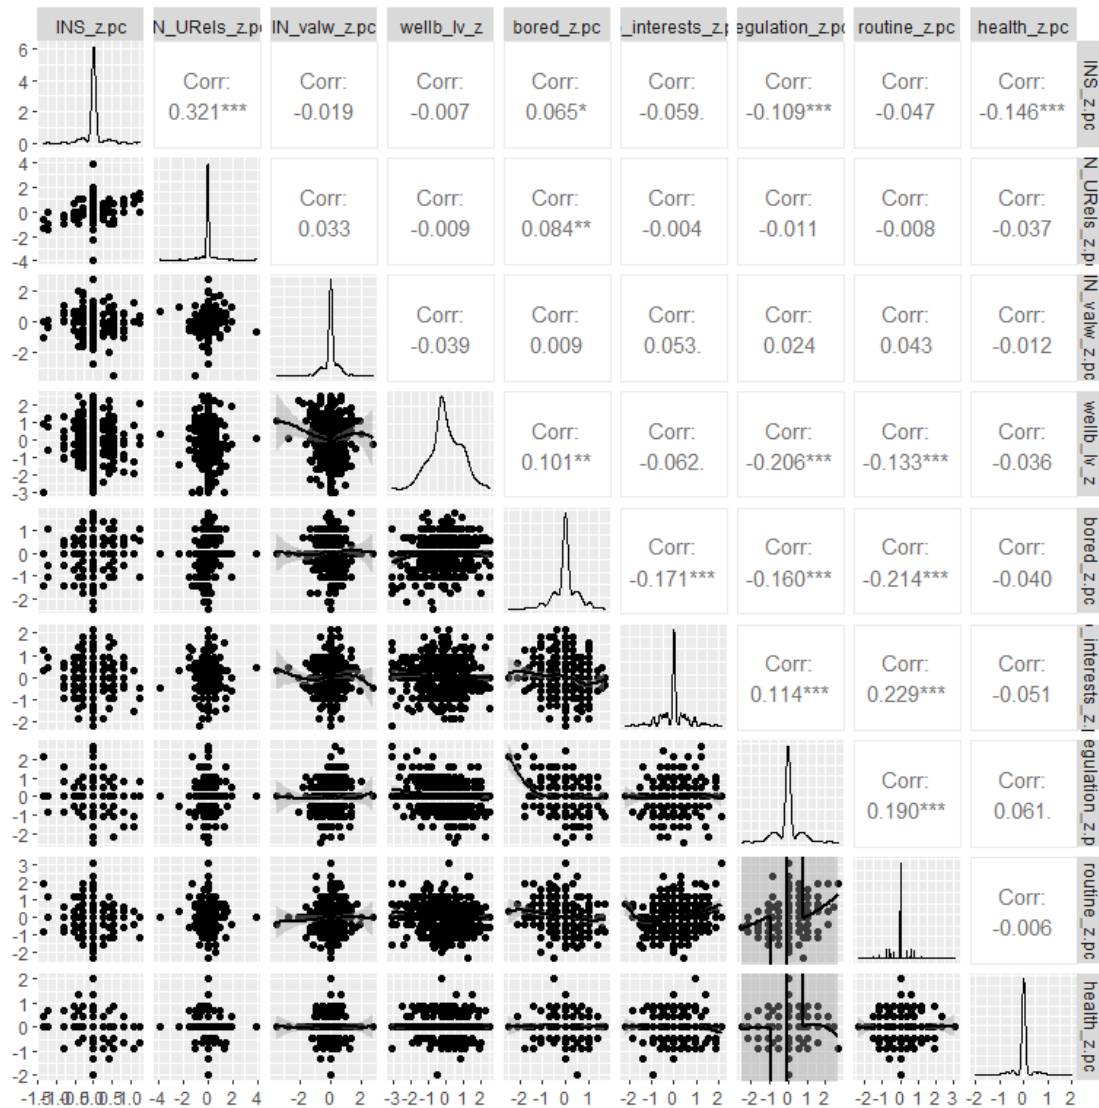 INS_z.pc N_URels_z.p IN_valw_z.pc wellb_lv_z bored_z.pc _interests_z.p egulation_z.pc routine_z.pc health_z.pc
6
4
2
0
Corr: Corr: Corr: Corr: Corr: Corr: Corr: Corr:
0.321*** -0.019 -0.007 0.065* -0.059. -0.109*** -0.047 -0.146***
INS_z.pc
4
2
0
-2
-4
Corr: Corr: Corr: Corr: Corr: Corr: Corr:
0.033 -0.009 0.084** -0.004 -0.011 -0.008 -0.037
N_URels_z.p
2
0
-2
Corr: Corr: Corr: Corr: Corr: Corr:
-0.039 0.009 0.053. 0.024 0.043 -0.012
IN_valw_z.pc
2
1
0
-1
-2
-3
Corr: Corr: Corr: Corr: Corr:
0.101** -0.062. -0.206*** -0.133*** -0.036
wellb_lv_z
1
0
-1
-2
Corr: Corr: Corr: Corr:
-0.171*** -0.160*** -0.214*** -0.040
bored_z.pc
2
1
0
-1
-2
Corr: Corr: Corr:
0.114*** 0.229*** -0.051
_interests_z.
2
1
0
-1
-2
Corr: Corr:
0.190*** 0.061.
egulation_z.p
3
2
1
0
-1
-2
Corr:
-0.006
routine_z.pc
2
1
0
-1
-2
health_z.pc
-1.5-1.0-0.50.00.51.0 -4 -2 0 2 4 -2 0 2 -3-2-1 0 1 2 -2 -1 0 1 -2 -1 0 1 2 -2 -1 0 1 2 -2-1 0 1 2 3 -2 -1 0 1 2